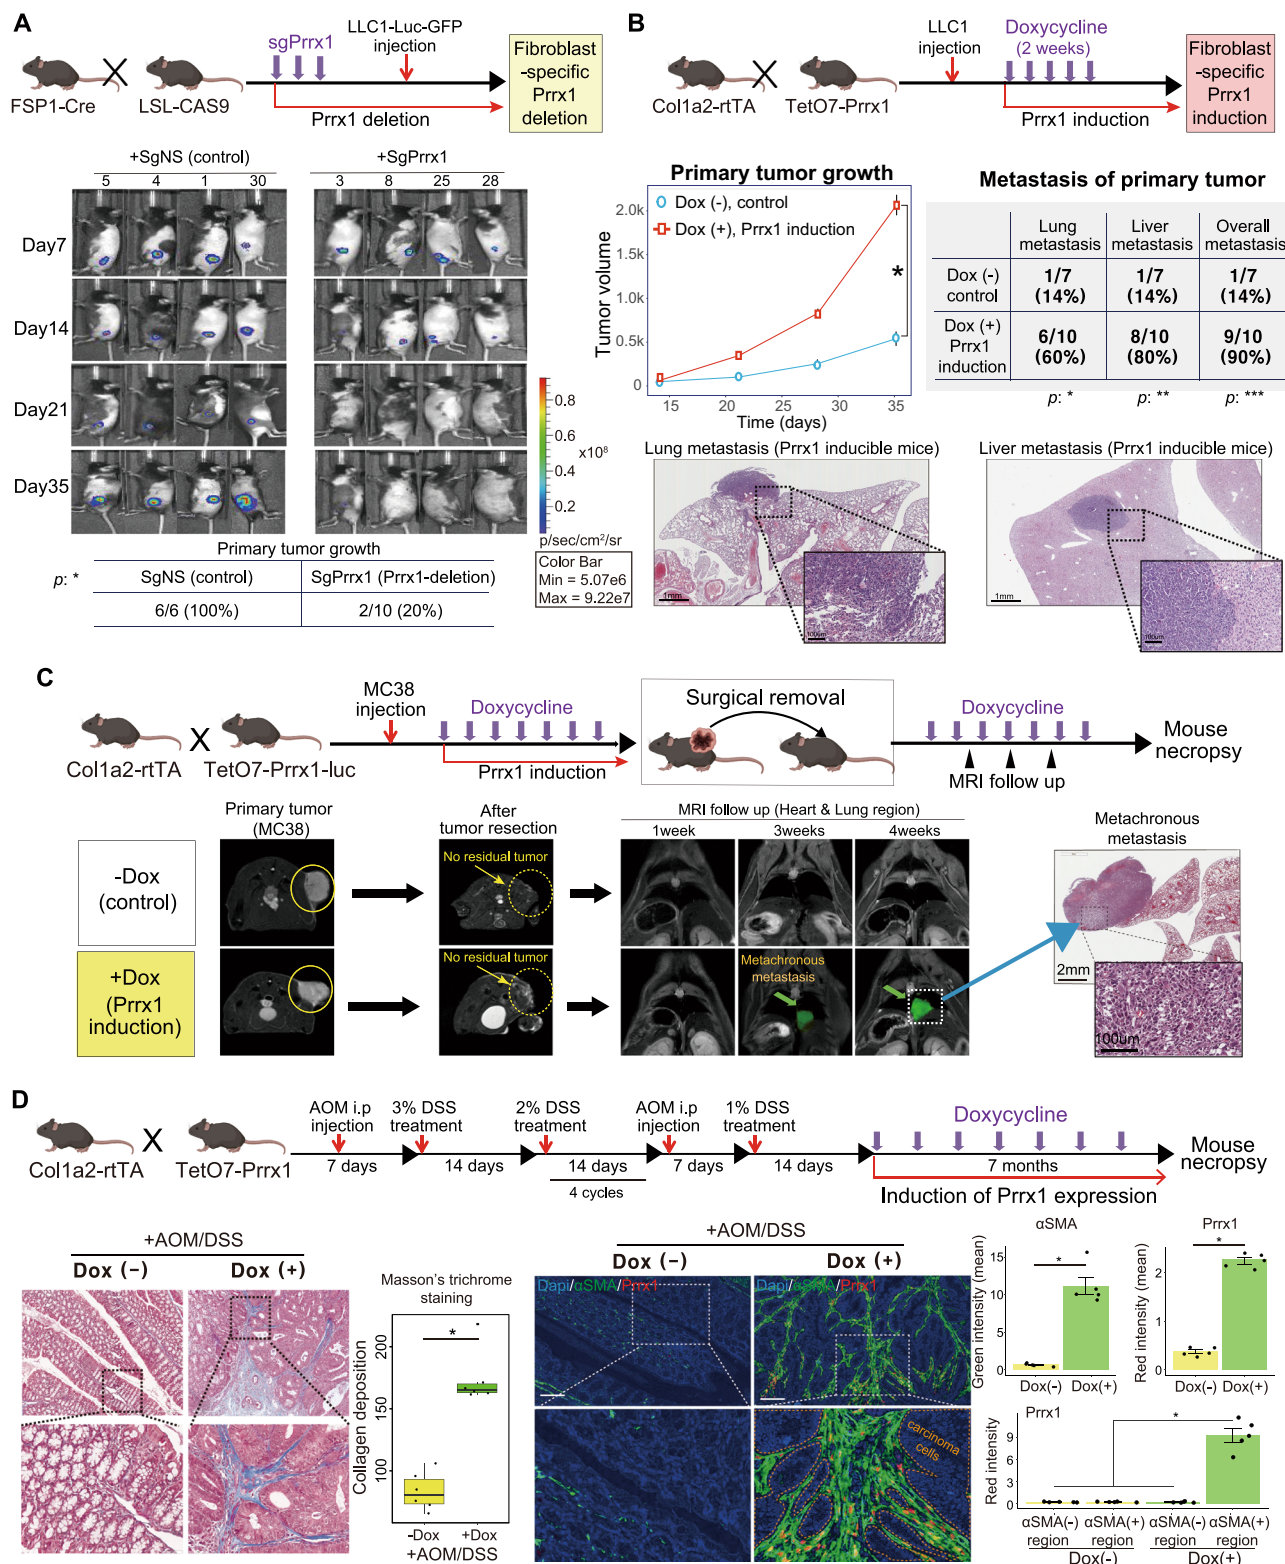 A
sgPrrx1
LLC1-Luc-GFP
injection
FSP1-Cre
LSL-CAS9
Prrx1 deletion
Fibroblast
-specific
Prrx1
deletion
+SgNS (control)
+SgPrrx1
5 4 1 30
3 8 25 28
Day7
Day14
Day21
Day35
0.8
0.6
x10⁸
0.4
0.2
p/sec/cm²/sr
Color Bar
Min = 5.07e6
Max = 9.22e7
Primary tumor growth
p: *
SgNS (control) SgPrrx1 (Prrx1-deletion)
6/6 (100%) 2/10 (20%)
B
LLC1
injection
Doxycycline
(2 weeks)
Col1a2-rtTA
TetO7-Prrx1
Prrx1 induction
Fibroblast
-specific
Prrx1
induction
Primary tumor growth
Dox (-), control
Dox (+), Prrx1 induction
Tumor volume
2.0k
1.0k
0.5k
0
*
15 20 25 30 35
Time (days)
Metastasis of primary tumor
Lung metastasis
Liver metastasis
Overall metastasis
Dox (-) control
1/7 (14%)
1/7 (14%)
1/7 (14%)
Dox (+) Prrx1 induction
6/10 (60%)
8/10 (80%)
9/10 (90%)
p: * p: ** p: ***
Lung metastasis (Prrx1 inducible mice)
1mm
100um
Liver metastasis (Prrx1 inducible mice)
1mm
100um
C
MC38
injection
Doxycycline
Col1a2-rtTA
X
TetO7-Prrx1-luc
Prrx1 induction
Surgical removal
Doxycycline
MRI follow up
Mouse
necropsy
Primary tumor
(MC38)
After
tumor resection
MRI follow up (Heart & Lung region)
1week 3weeks 4weeks
Metachronous
metastasis
-Dox
(control)
No residual tumor
+Dox
(Prrx1
induction)
No residual tumor
Metachronous
metastasis
2mm
100um
D
Col1a2-rtTA
X
TetO7-Prrx1
AOM i.p
injection
3% DSS
treatment
2% DSS
treatment
AOM i.p
injection
1% DSS
treatment
7 days 14 days 14 days 7 days 14 days
4 cycles
Doxycycline
7 months
Induction of Prrx1 expression
Mouse
necropsy
+AOM/DSS
Dox (-) Dox (+)
Masson's trichrome
staining
Collagen deposition
200
150
100
*
-Dox +Dox
+AOM/DSS
+AOM/DSS
Dox (-) Dox (+)
Dapi/αSMA/Prrx1
Dapi/αSMA/Prrx1
carcinoma
cells
αSMA
Green intensity (mean)
15
10
5
0
*
Dox(-) Dox(+)
Prrx1
Red intensity (mean)
2
1
0
*
Dox(-) Dox(+)
Prrx1
Red intensity
9
6
3
0
*
αSMA(-) αSMA(+) αSMA(-) αSMA(+)
region region region region
Dox(-) Dox(+)